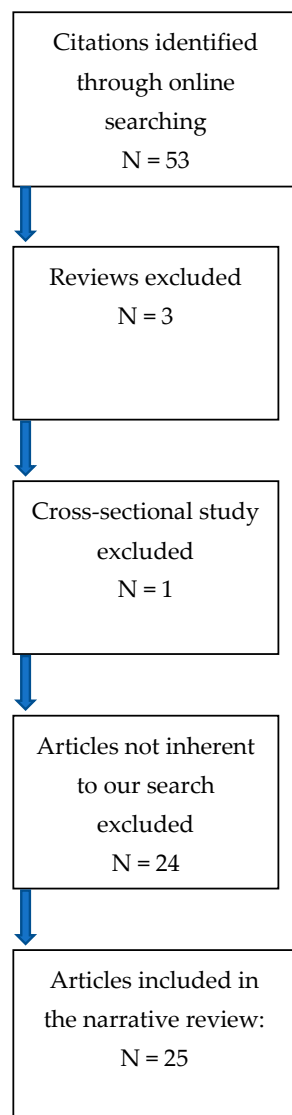 Citations identified
through online
searching
N = 53
Reviews excluded
N = 3
Cross-sectional study
excluded
N = 1
Articles not inherent
to our search
excluded
N = 24
Articles included in
the narrative review:
N = 25